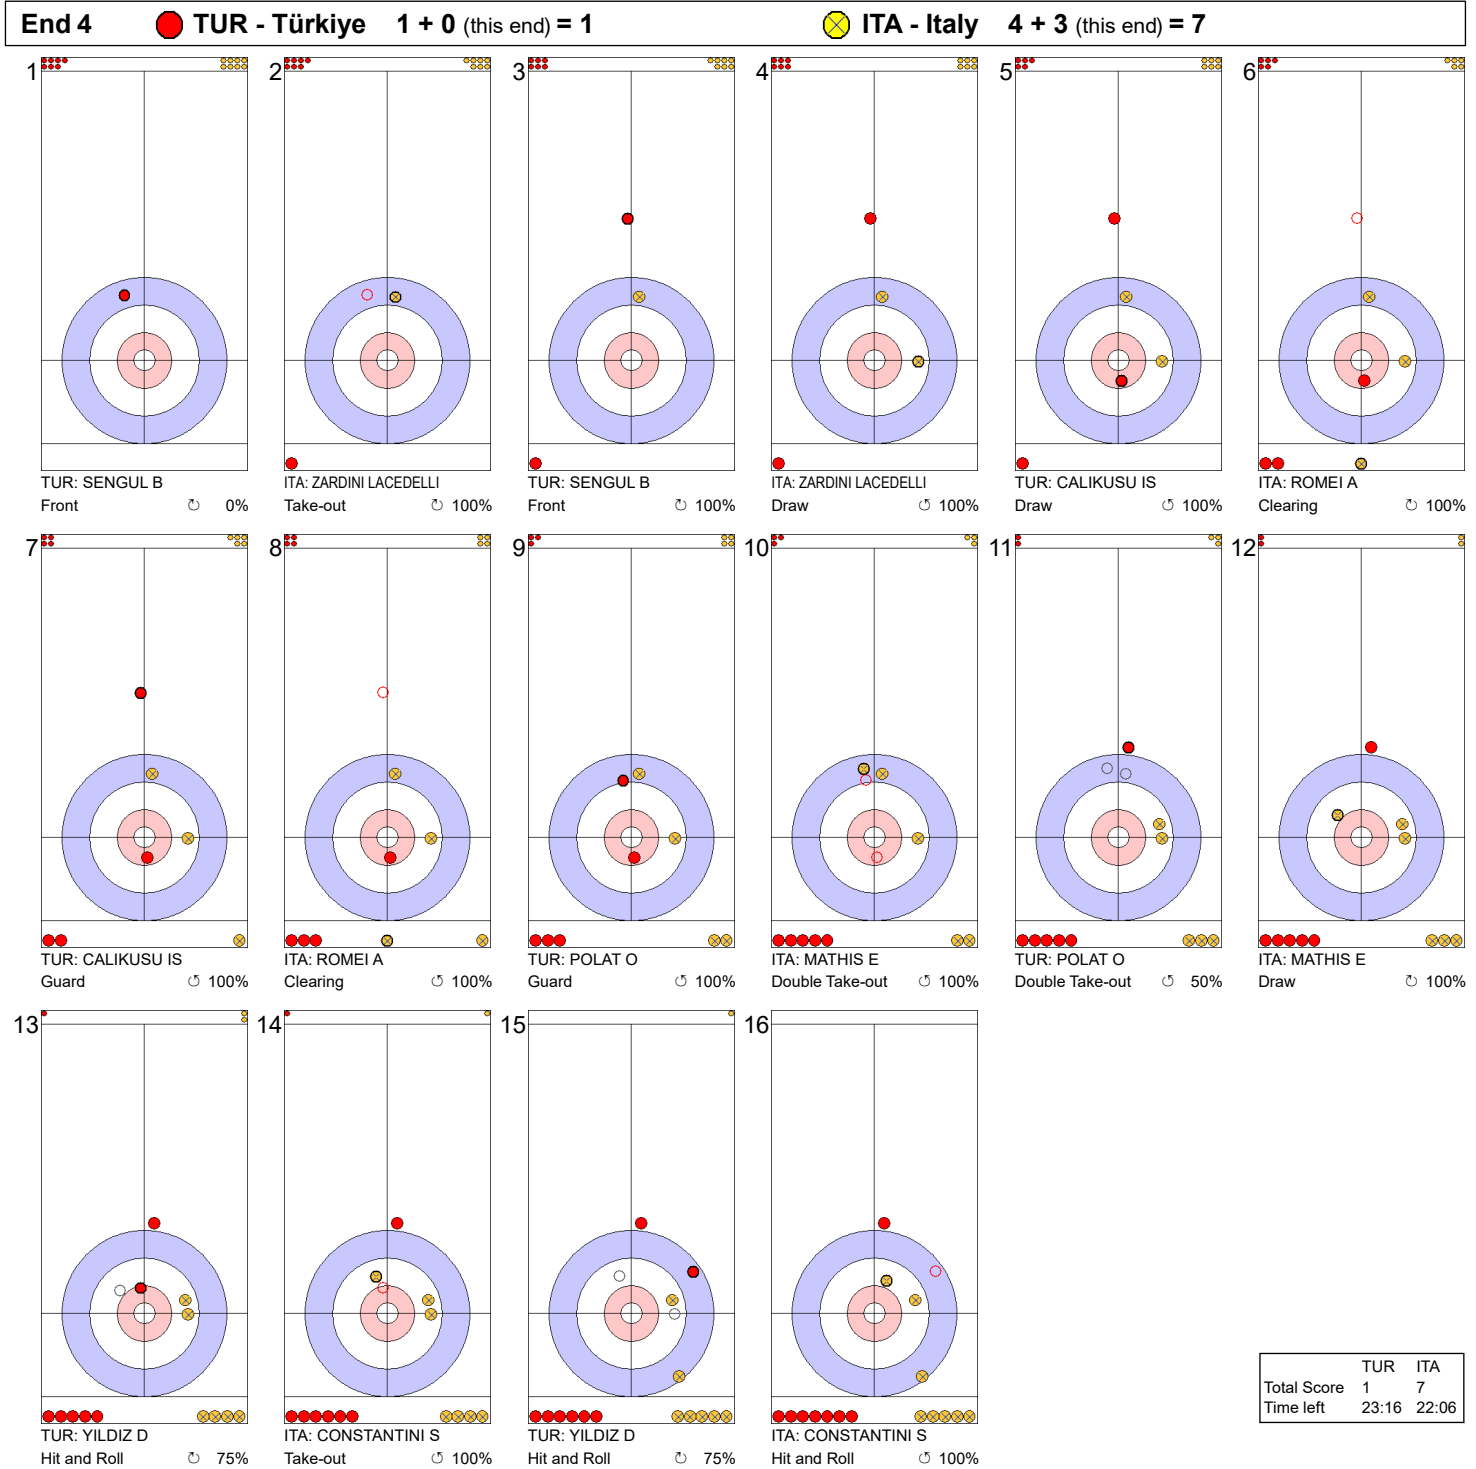 End 4 TUR - Türkiye 1 + 0 (this end) = 1 ITA - Italy 4 + 3 (this end) = 7
1 2 3 4 5 6
TUR: SENGUL B ITA: ZARDINI LACEDELLI TUR: SENGUL B ITA: ZARDINI LACEDELLI TUR: CALIKUSU IS ITA: ROMEI A
Front ↻ 0% Take-out ↺ 100% Front ↻ 100% Draw ↺ 100% Draw ↻ 100% Clearing ↻ 100%
7 8 9 10 11 12
TUR: CALIKUSU IS ITA: ROMEI A TUR: POLAT O ITA: MATHIS E TUR: POLAT O ITA: MATHIS E
Guard ↺ 100% Clearing ↺ 100% Guard ↺ 100% Double Take-out ↺ 100% Double Take-out ↺ 50% Draw ↻ 100%
13 14 15 16
TUR: YILDIZ D ITA: CONSTANTINI S TUR: YILDIZ D ITA: CONSTANTINI S
Hit and Roll ↻ 75% Take-out ↻ 100% Hit and Roll ↻ 75% Hit and Roll ↻ 100%
TUR ITA
Total Score 1 7
Time left 23:16 22:06